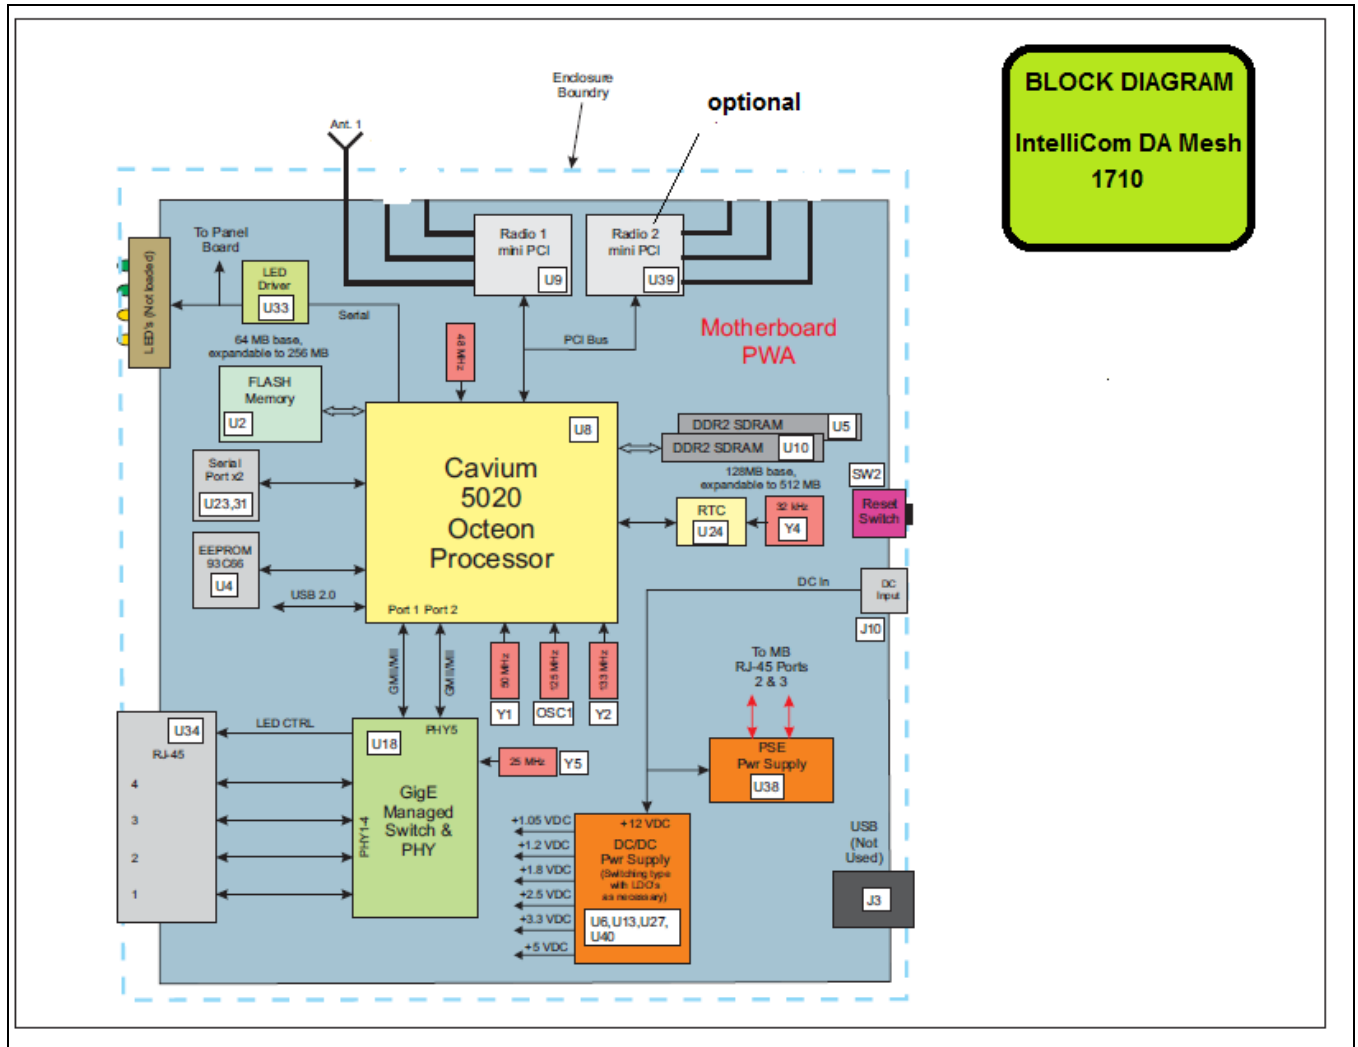 BLOCK DIAGRAM
IntelliCom DA Mesh
1710
Enclosure
Boundry
optional
Ant. 1
To Panel
Board
LED's (Not loaded)
LED
Driver
U33
Serial
Radio 1
mini PCI
U9
Radio 2
mini PCI
U39
PCI Bus
Motherboard
PWA
48 MHz
64 MB base,
expandable to 256 MB
FLASH
Memory
U2
Serial
Port x2
U23,31
EEPROM
93C66
U4
USB 2.0
U8
Cavium
5020
Octeon
Processor
Port 1 Port 2
DDR2 SDRAM
U5
DDR2 SDRAM
U10
128MB base,
expandable to 512 MB
RTC
U24
32 kHz
Y4
SW2
Reset
Switch
DC In
DC
Input
J10
GMII/MII
GMII/MII
50 MHz
Y1
125 MHz
OSC1
133 MHz
Y2
To MB
RJ-45 Ports
2 & 3
U34
RJ-45
4
3
2
1
LED CTRL
U18
PHY5
GigE
Managed
Switch &
PHY
PHY1-4
25 MHz
Y5
PSE
Pwr Supply
U38
+12 VDC
DC/DC
Pwr Supply
(Switching type
with LDO's
as necessary)
U6,U13,U27,
U40
+1.05 VDC
+1.2 VDC
+1.8 VDC
+2.5 VDC
+3.3 VDC
+5 VDC
USB
(Not
Used)
J3